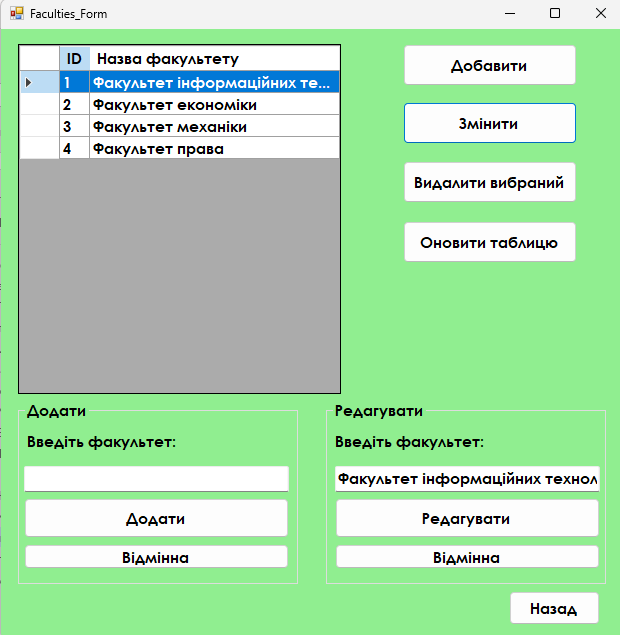 Faculties_Form
ID Назва факультету
1 Факультет інформаційних те...
2 Факультет економіки
3 Факультет механіки
4 Факультет права
Добавити
Змінити
Видалити вибраний
Оновити таблицю
Додати
Введіть факультет:
Додати
Відмінна
Редагувати
Введіть факультет:
Факультет інформаційних технол
Редагувати
Відмінна
Назад